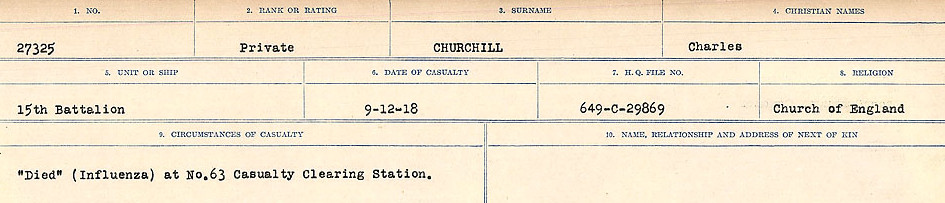 1. NO. 2. RANK OR RATING 3. SURNAME 4. CHRISTIAN NAMES
27325 Private CHURCHILL Charles
5. UNIT OR SHIP 6. DATE OF CASUALTY 7. H. Q. FILE NO. 8. RELIGION
15th Battalion 9-12-18 649-C-29869 Church of England
9. CIRCUMSTANCES OF CASUALTY 10. NAME, RELATIONSHIP AND ADDRESS OF NEXT OF KIN
"Died" (Influenza) at No.63 Casualty Clearing Station.